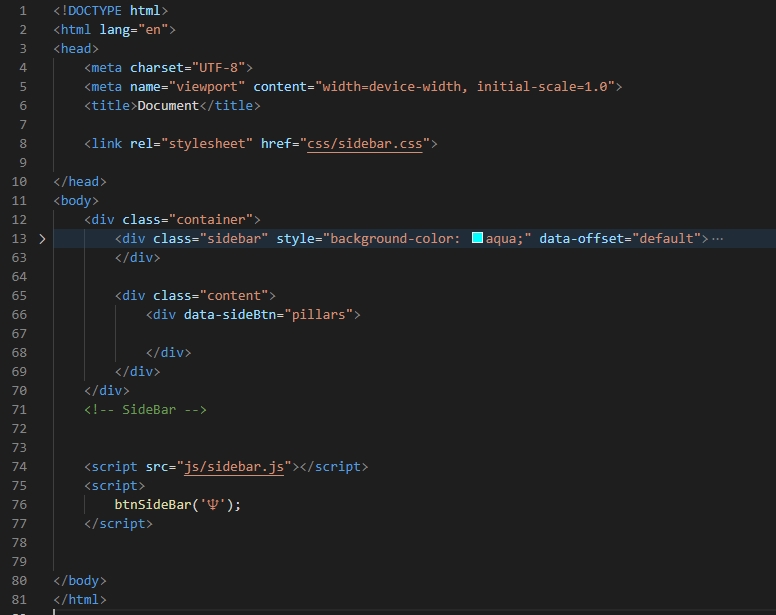 1 <!DOCTYPE html>
2 <html lang="en">
3 <head>
4 <meta charset="UTF-8">
5 <meta name="viewport" content="width=device-width, initial-scale=1.0">
6 <title>Document</title>
7
8 <link rel="stylesheet" href="css/sidebar.css">
9
10 </head>
11 <body>
12 <div class="container">
13 <div class="sidebar" style="background-color: aqua;" data-offset="default">…
63 </div>
64
65 <div class="content">
66 <div data-sideBtn="pillars">
67
68 </div>
69 </div>
70 </div>
71 <!-- SideBar -->
72
73
74 <script src="js/sidebar.js"></script>
75 <script>
76 btnSideBar('♆');
77 </script>
78
79
80 </body>
81 </html>